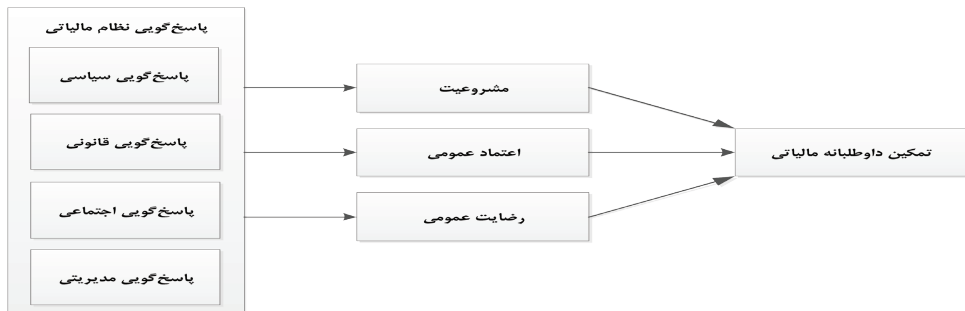 پاسخ‌گویی نظام مالیاتی
پاسخ‌گویی سیاسی
پاسخ‌گویی قانونی
پاسخ‌گویی اجتماعی
پاسخ‌گویی مدیریتی
مشروعیت
اعتماد عمومی
رضایت عمومی
تمکین داوطلبانه مالیاتی